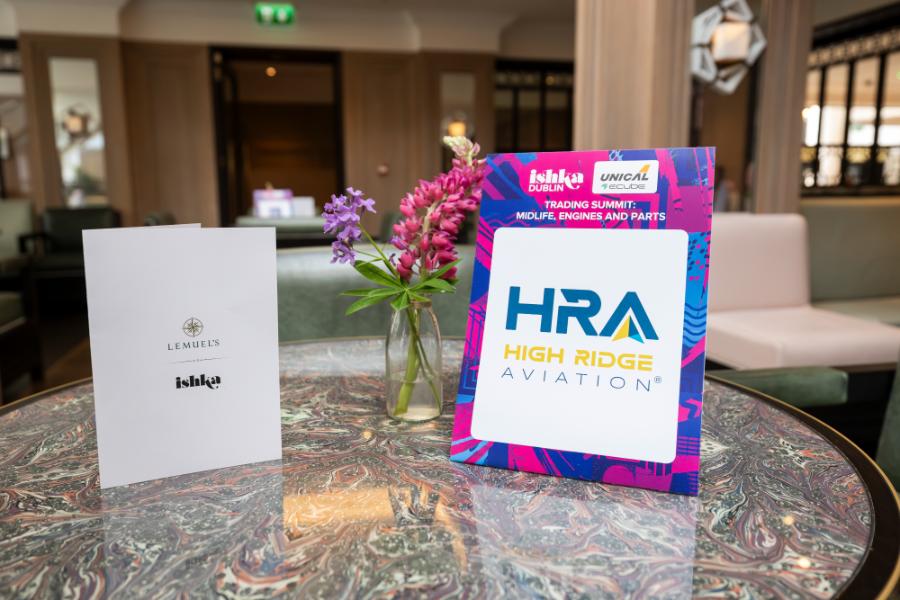 LEMUEL'S
ishka
ishka
DUBLIN
UNICAL
ecube
TRADING SUMMIT:
MIDLIFE, ENGINES AND PARTS
HRA
HIGH RIDGE
AVIATION®